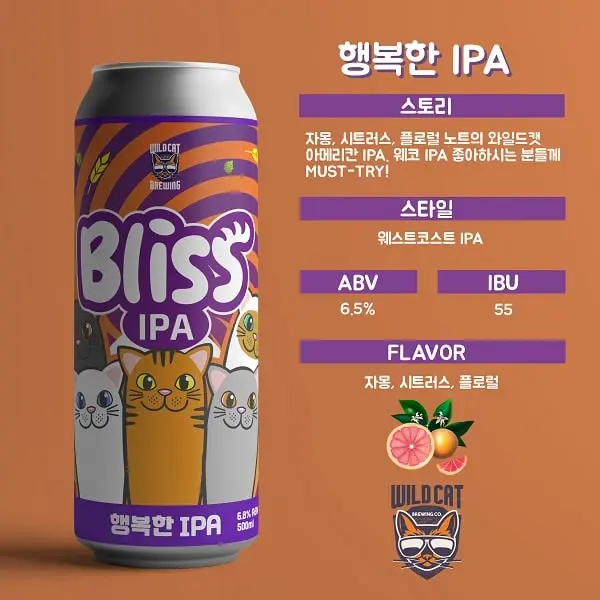 WILD CAT
BREWING
Bliss
IPA
행복한 IPA
6.8% ABV
500ml
행복한 IPA
스토리
자몽, 시트러스, 플로럴 노트의 와일드캣
아메리칸 IPA. 웨코 IPA 좋아하시는 분들께
MUST-TRY!
스타일
웨스트코스트 IPA
ABV
IBU
6.5%
55
FLAVOR
자몽, 시트러스, 플로럴
WILD CAT
BREWING CO.